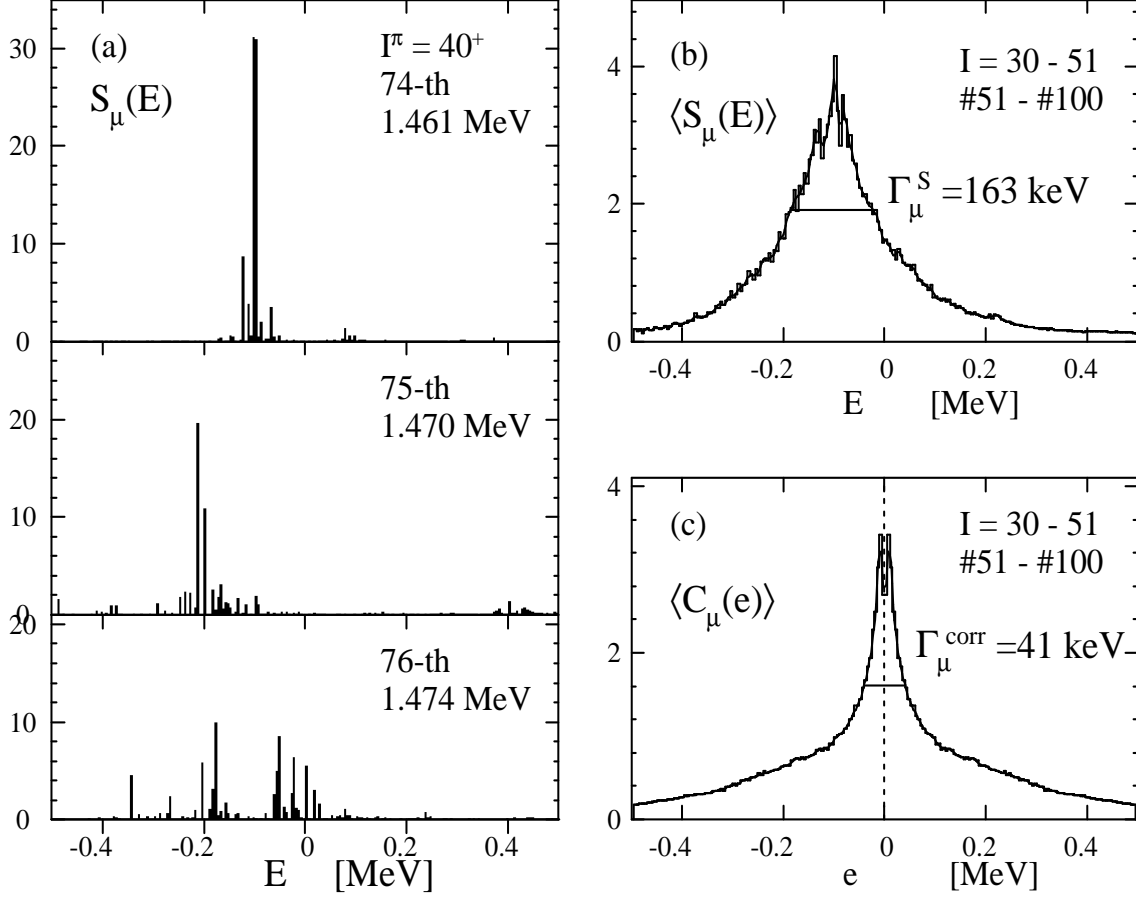 (a)
S_μ(E)
I^π = 40⁺
74-th
1.461 MeV
30
20
10
0
75-th
1.470 MeV
20
10
0
76-th
1.474 MeV
20
10
0
-0.4 -0.2 0 0.2 0.4
E [MeV]
(b)
⟨S_μ(E)⟩
I = 30 - 51
#51 - #100
Γ_μ^S =163 keV
4
2
0
-0.4 -0.2 0 0.2 0.4
E [MeV]
(c)
⟨C_μ(e)⟩
I = 30 - 51
#51 - #100
Γ_μ^corr =41 keV
4
2
0
-0.4 -0.2 0 0.2 0.4
e [MeV]